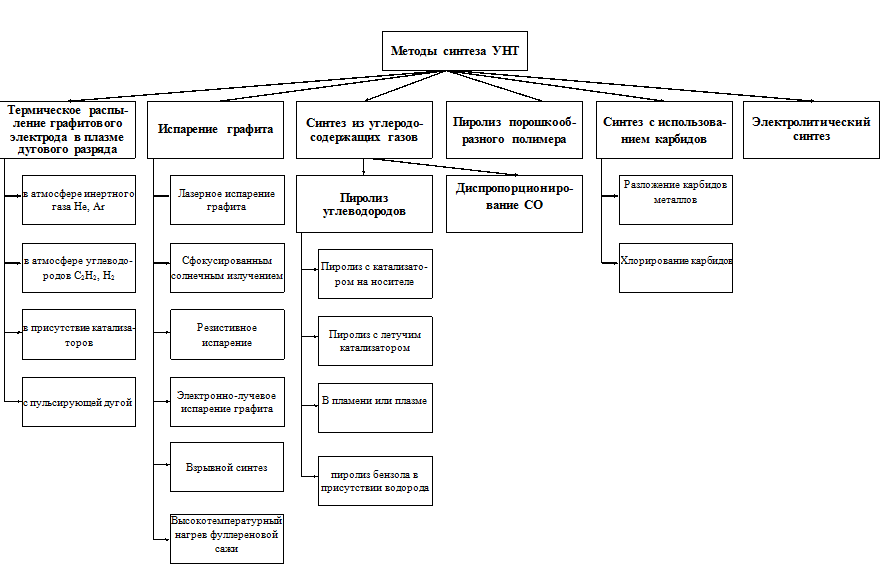 Методы синтеза УНТ
Термическое распы-
ление графитового
электрода в плазме
дугового разряда
Испарение графита
Синтез из углеродо-
содержащих газов
Пиролиз порошкооб-
разного полимера
Синтез с использова-
нием карбидов
Электролитический
синтез
в атмосфере инертного
газа He, Ar
в атмосфере углеводо-
родов C2H2, H2
в присутствие катализа-
торов
с пульсирующей дугой
Лазерное испарение
графита
Сфокусированным
солнечным излучением
Резистивное
испарение
Электронно-лучевое
испарение графита
Взрывной синтез
Высокотемпературный
нагрев фуллереновой
сажи
Пиролиз
углеводородов
Диспропорциониро-
вание СО
Пиролиз с катализато-
ром на носителе
Пиролиз с летучим
катализатором
В пламени или плазме
пиролиз бензола в
присутствии водорода
Разложение карбидов
металлов
Хлорирование карбидов